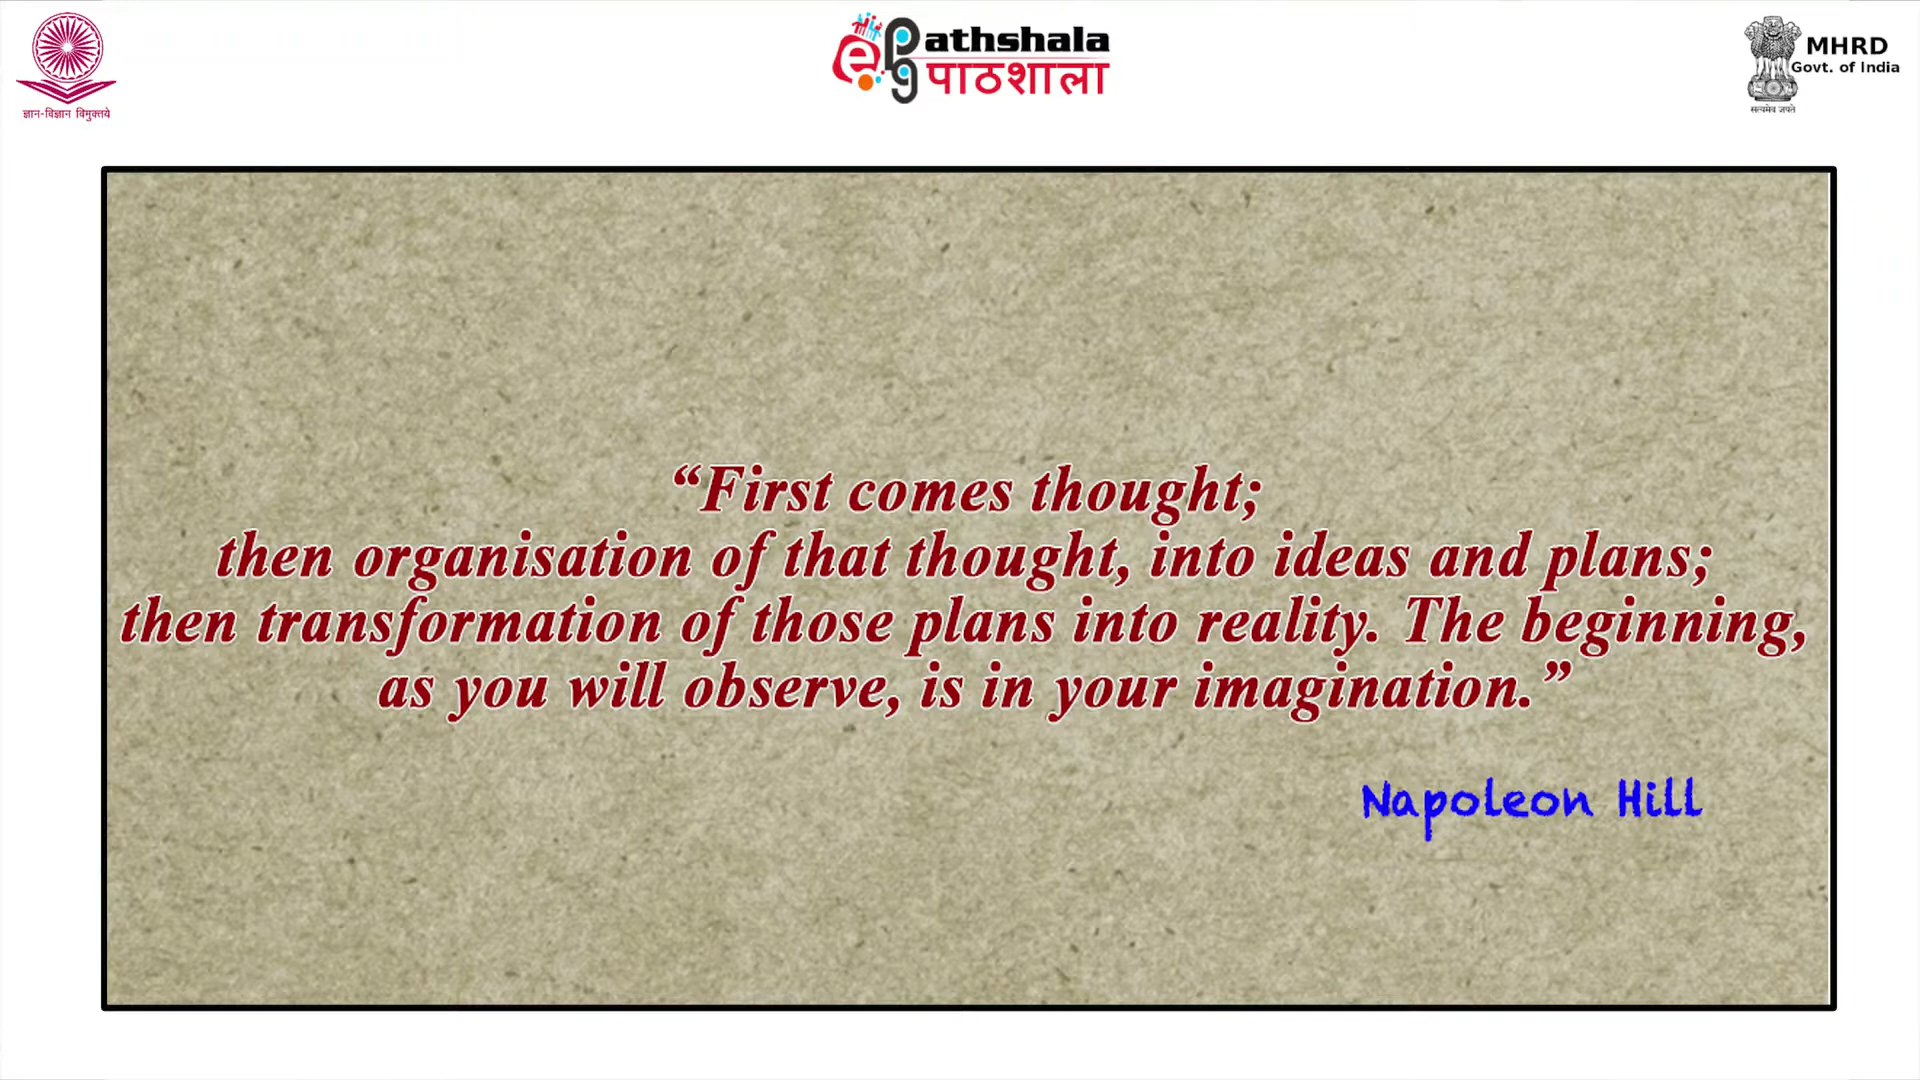 ज्ञान-विज्ञान विमुक्तये
ePG Pathshala
पाठशाला
MHRD
Govt. of India
सत्यमेव जयते
“First comes thought;
then organisation of that thought, into ideas and plans;
then transformation of those plans into reality. The beginning,
as you will observe, is in your imagination.”
Napoleon Hill